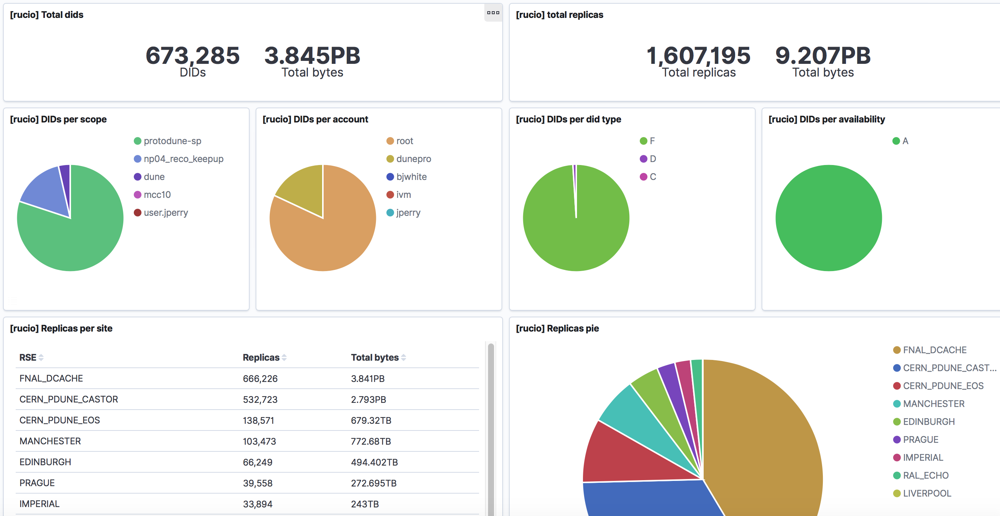 [rucio] Total dids
673,285 3.845PB
DIDs Total bytes
[rucio] total replicas
1,607,195 9.207PB
Total replicas Total bytes
[rucio] DIDs per scope
protodune-sp
np04_reco_keepup
dune
mcc10
user.jperry
[rucio] DIDs per account
root
dunepro
bjwhite
ivm
jperry
[rucio] DIDs per did type
F
D
C
[rucio] DIDs per availability
A
[rucio] Replicas per site
RSE Replicas Total bytes
FNAL_DCACHE 666,226 3.841PB
CERN_PDUNE_CASTOR 532,723 2.793PB
CERN_PDUNE_EOS 138,571 679.32TB
MANCHESTER 103,473 772.68TB
EDINBURGH 66,249 494.402TB
PRAGUE 39,558 272.695TB
IMPERIAL 33,894 243TB
[rucio] Replicas pie
FNAL_DCACHE
CERN_PDUNE_CAST...
CERN_PDUNE_EOS
MANCHESTER
EDINBURGH
PRAGUE
IMPERIAL
RAL_ECHO
LIVERPOOL